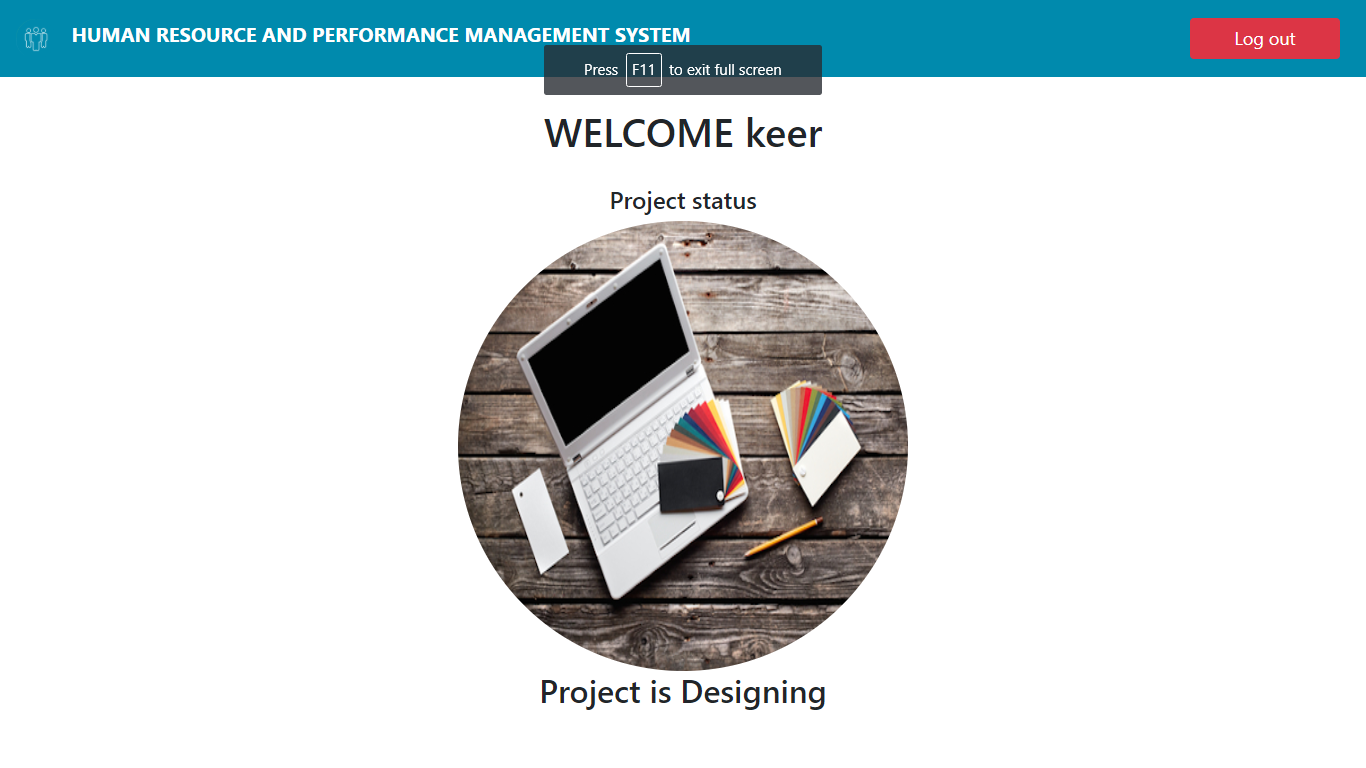 HUMAN RESOURCE AND PERFORMANCE MANAGEMENT SYSTEM
Log out
Press F11 to exit full screen
WELCOME keer
Project status
Project is Designing